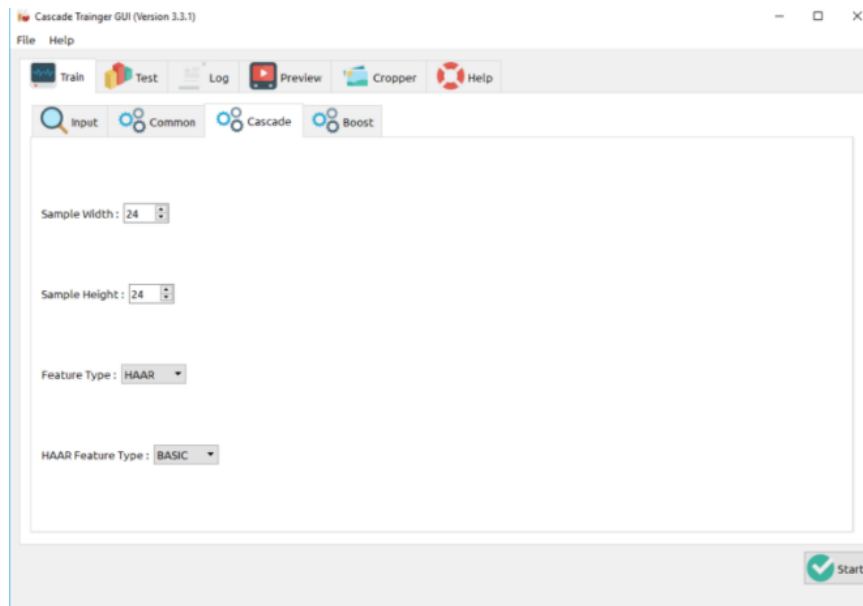 Cascade Trainger GUI (Version 3.3.1)
File Help
Train Test Log Preview Cropper Help
Input Common Cascade Boost
Sample Width : 24
Sample Height : 24
Feature Type : HAAR
HAAR Feature Type : BASIC
Start